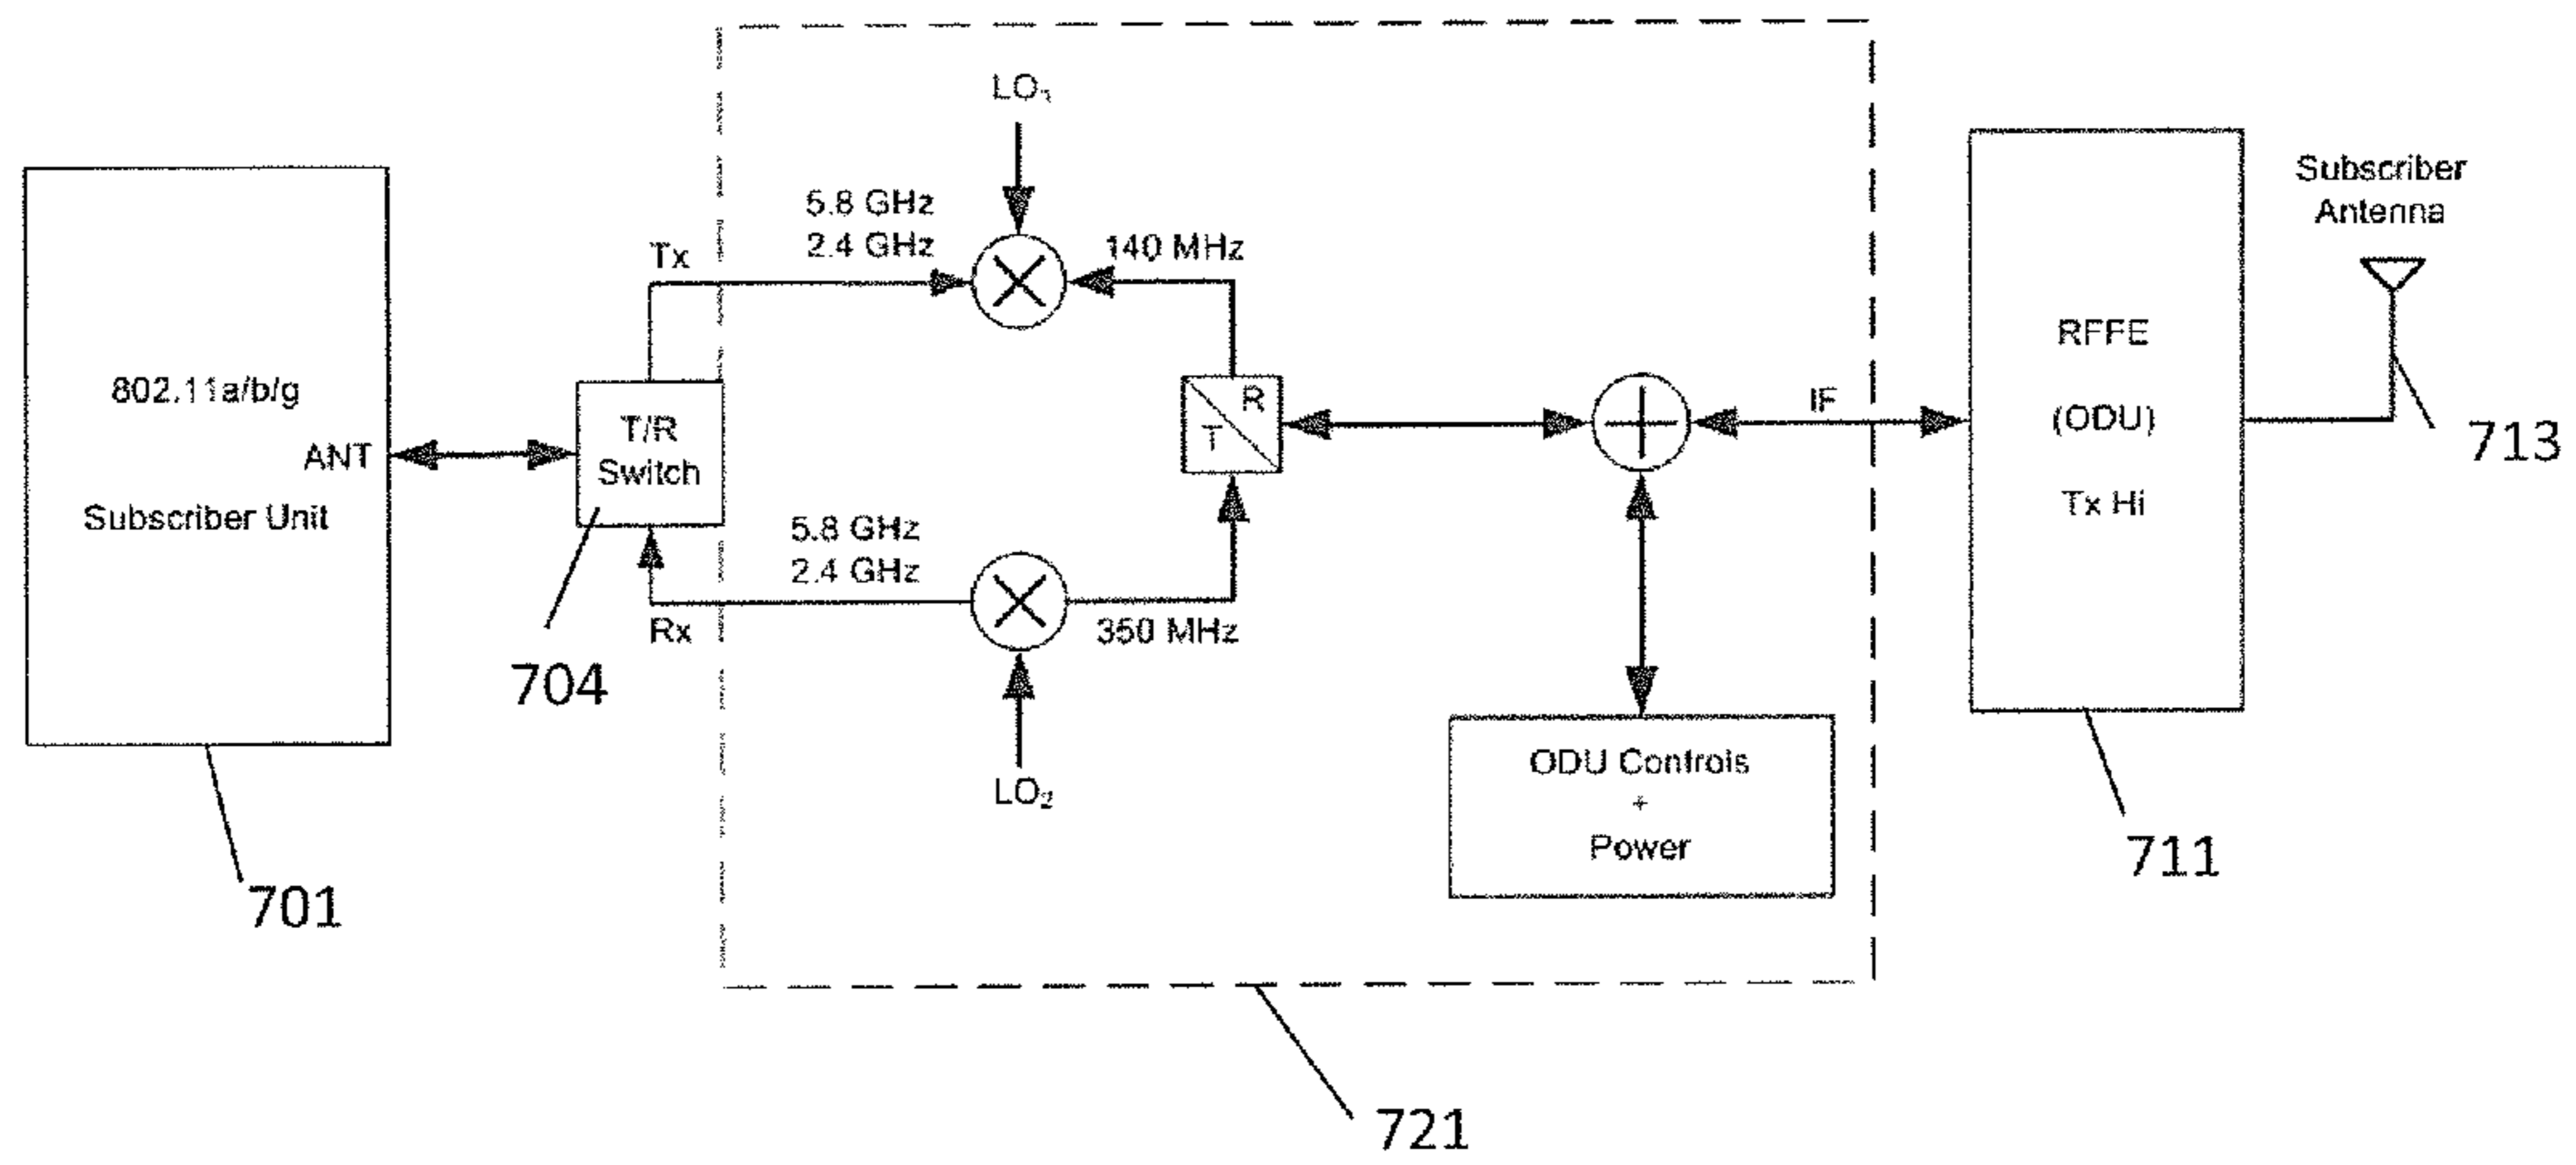 LO₁
5.8 GHz
2.4 GHz
Tx
140 MHz
802.11a/b/g
ANT
Subscriber Unit
T/R
Switch
R
T
IF
RFFE
(ODU)
Tx Hi
Subscriber
Antenna
713
5.8 GHz
2.4 GHz
Rx
350 MHz
704
LO₂
ODU Controls
+
Power
701
711
721